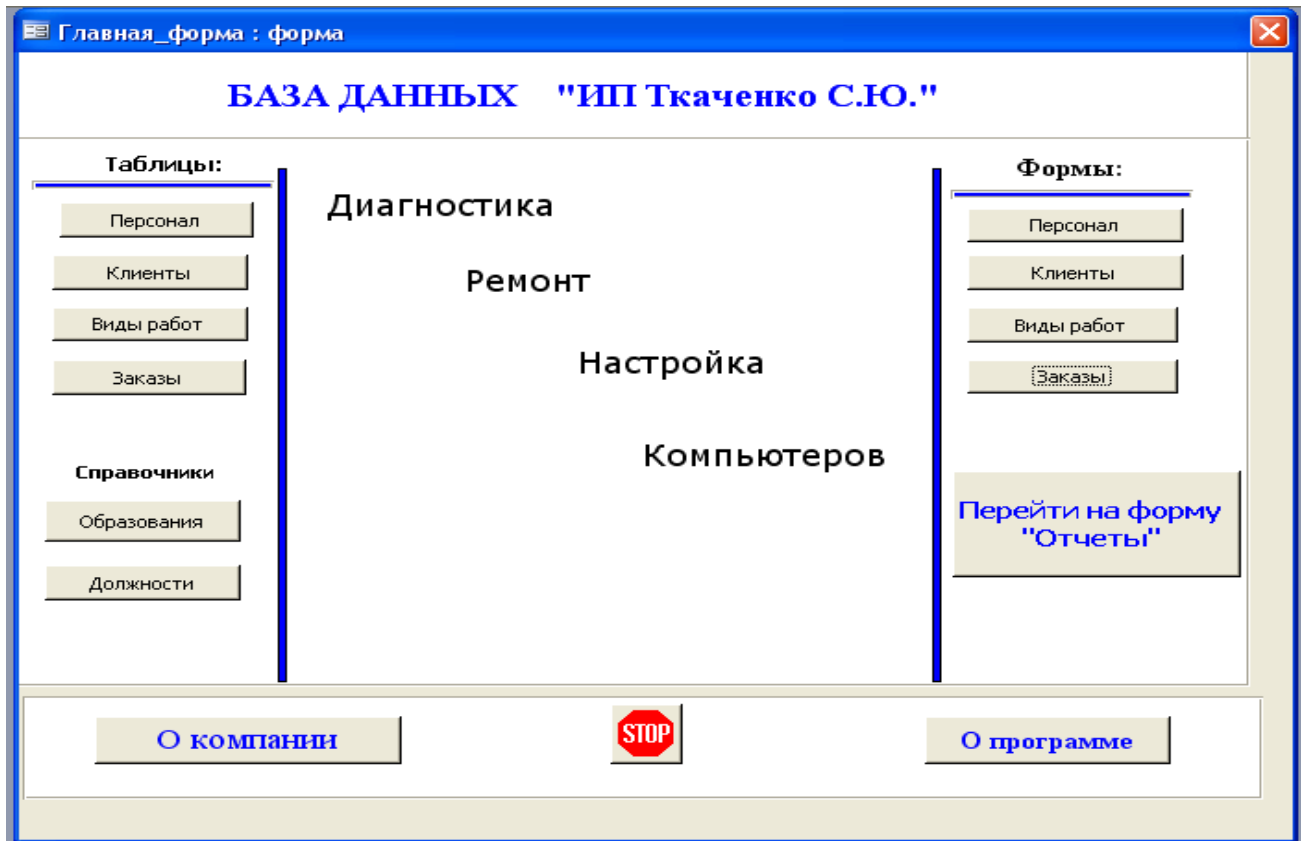 Главная_форма : форма
БАЗА ДАННЫХ "ИП Ткаченко С.Ю."
Таблицы:
Персонал
Клиенты
Виды работ
Заказы
Справочники
Образования
Должности
Диагностика
Ремонт
Настройка
Компьютеров
Формы:
Персонал
Клиенты
Виды работ
Заказы
Перейти на форму
"Отчеты"
О компании
STOP
О программе